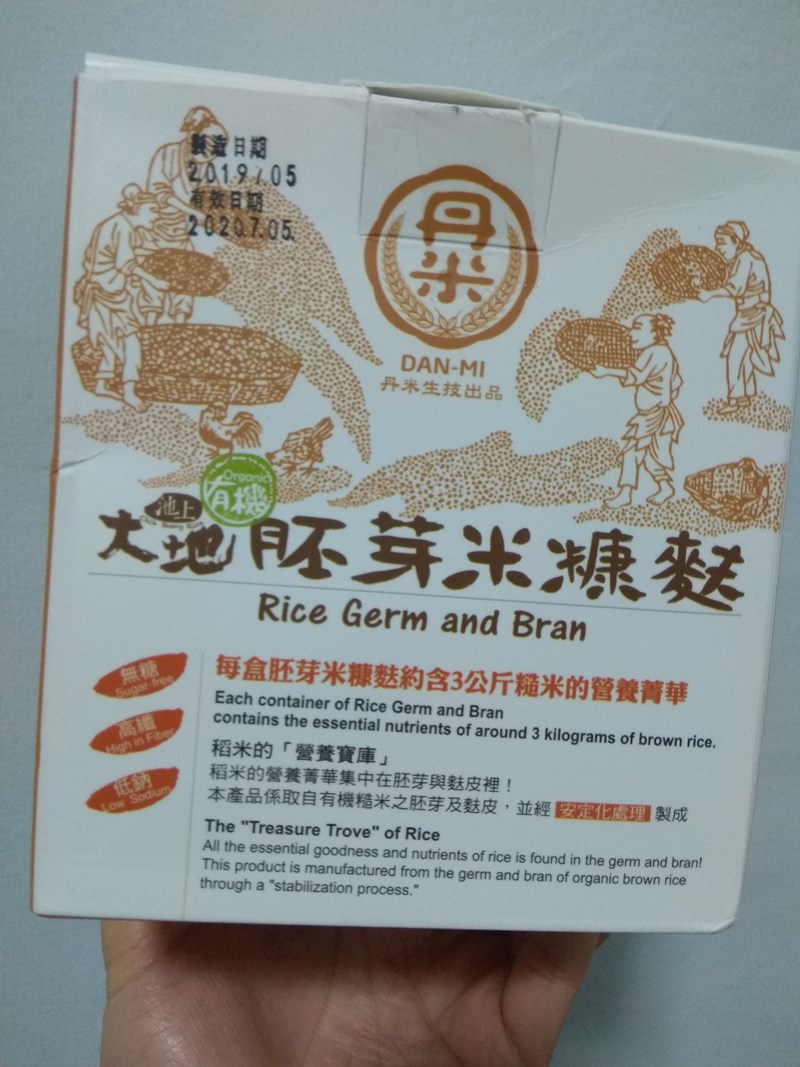 製造日期
2019/05
有效日期
2020.7.05.
丹米
DAN-MI
丹米生技出品
Organic
有機
池上
大地胚芽米糠麩
Rice Germ and Bran
無糖
Sugar-free
高纖
High in Fiber
低鈉
Low Sodium
每盒胚芽米糠麩約含3公斤糙米的營養菁華
Each container of Rice Germ and Bran
contains the essential nutrients of around 3 kilograms of brown rice.
稻米的「營養寶庫」
稻米的營養菁華集中在胚芽與麩皮裡！
本產品係取自有機糙米之胚芽及麩皮，並經 安定化處理 製成
The "Treasure Trove" of Rice
All the essential goodness and nutrients of rice is found in the germ and bran!
This product is manufactured from the germ and bran of organic brown rice
through a "stabilization process."